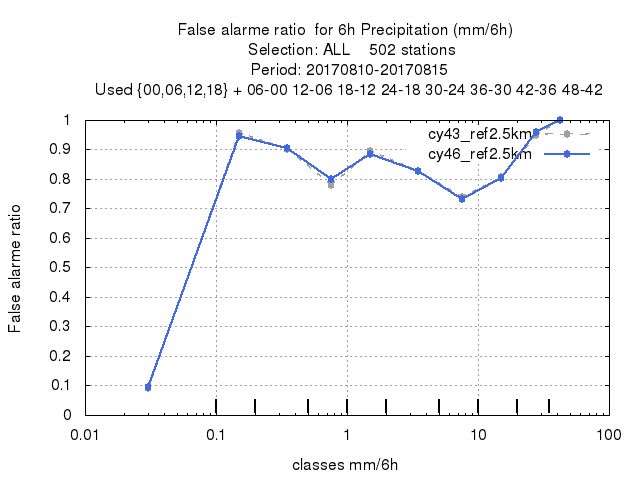 False alarme ratio  for 6h Precipitation (mm/6h)
Selection: ALL    502 stations
Period: 20170810-20170815
Used {00,06,12,18} + 06-00 12-06 18-12 24-18 30-24 36-30 42-36 48-42
1
cy43_ref2.5km
0.9
cy46_ref2.5km
0.8
0.7
0.6
0.5
0.4
0.3
0.2
0.1
0
False alarme ratio
0.01 0.1 1 10 100
classes mm/6h